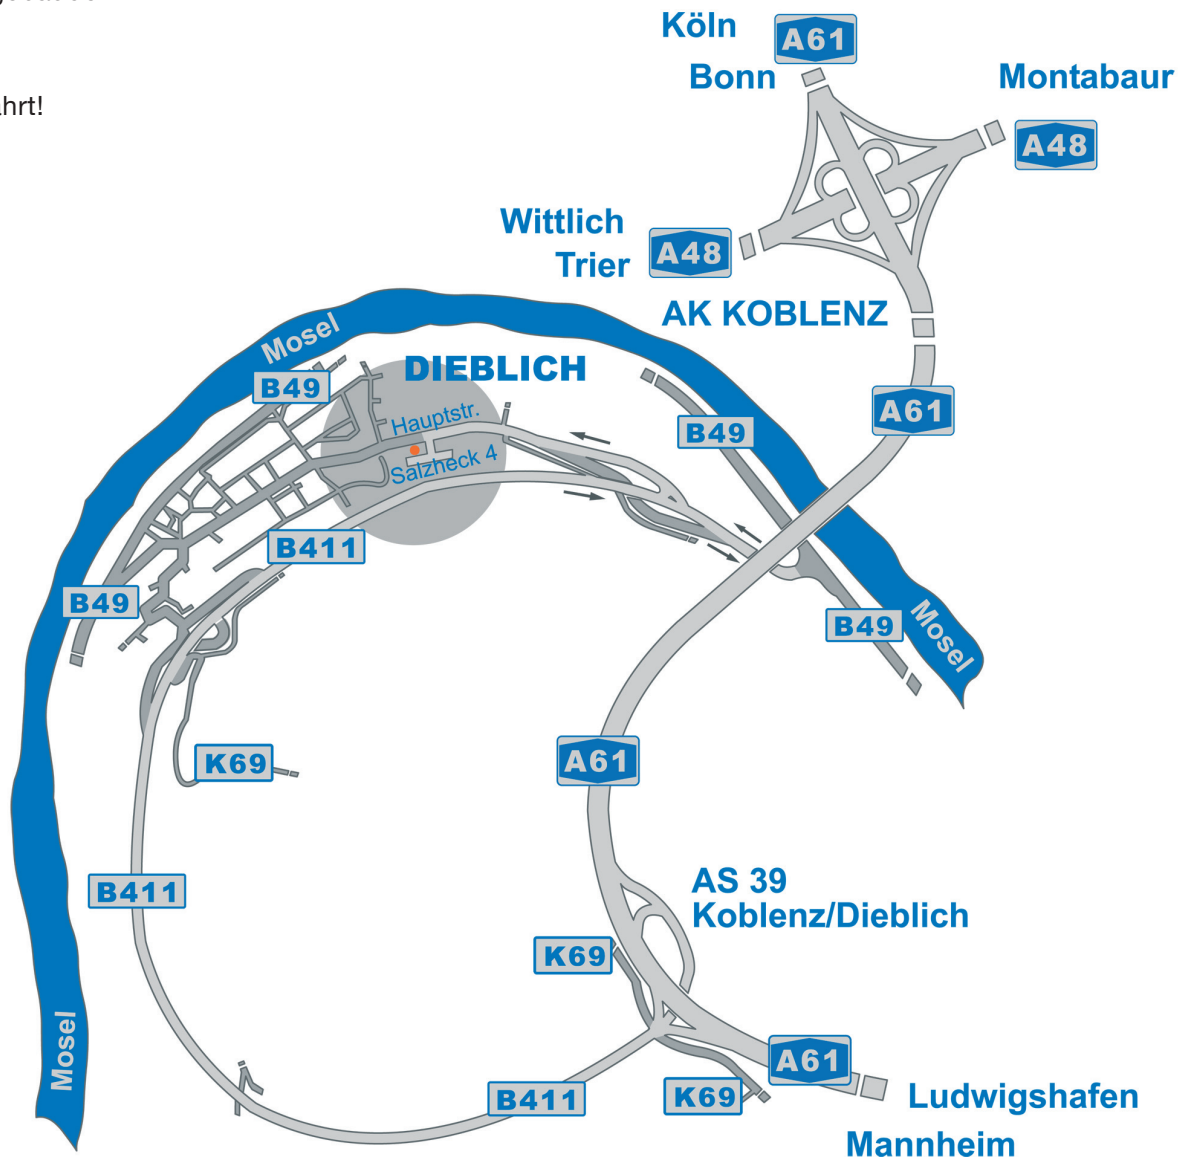 ahrt!
Köln
A61
Bonn
Montabaur
A48
Wittlich
Trier
A48
AK KOBLENZ
Mosel
DIEBLICH
B49
Hauptstr.
A61
B49
Salzheck 4
B411
B49
B49
Mosel
K69
A61
B411
AS 39
Koblenz/Dieblich
K69
Mosel
A61
B411
K69
Ludwigshafen
Mannheim